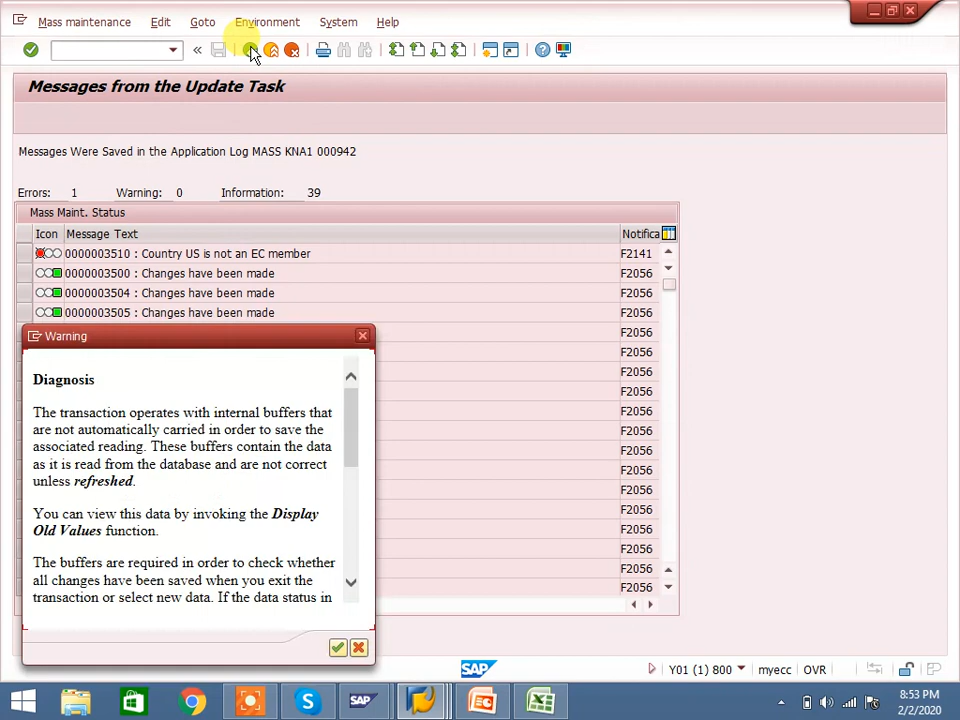 Mass maintenance Edit Goto Environment System Help
«
Messages from the Update Task
Messages Were Saved in the Application Log MASS KNA1 000942
Errors: 1 Warning: 0 Information: 39
Mass Maint. Status
Icon Message Text Notifica
0000003510 : Country US is not an EC member F2141
0000003500 : Changes have been made F2056
0000003504 : Changes have been made F2056
0000003505 : Changes have been made F2056
F2056
F2056
F2056
F2056
F2056
F2056
F2056
F2056
F2056
F2056
F2056
F2056
F2056
F2056
Warning
Diagnosis
The transaction operates with internal buffers that
are not automatically carried in order to save the
associated reading. These buffers contain the data
as it is read from the database and are not correct
unless refreshed.
You can view this data by invoking the Display
Old Values function.
The buffers are required in order to check whether
all changes have been saved when you exit the
transaction or select new data. If the data status in
SAP
Y01 (1) 800 myecc OVR
SAP
8:53 PM
2/2/2020